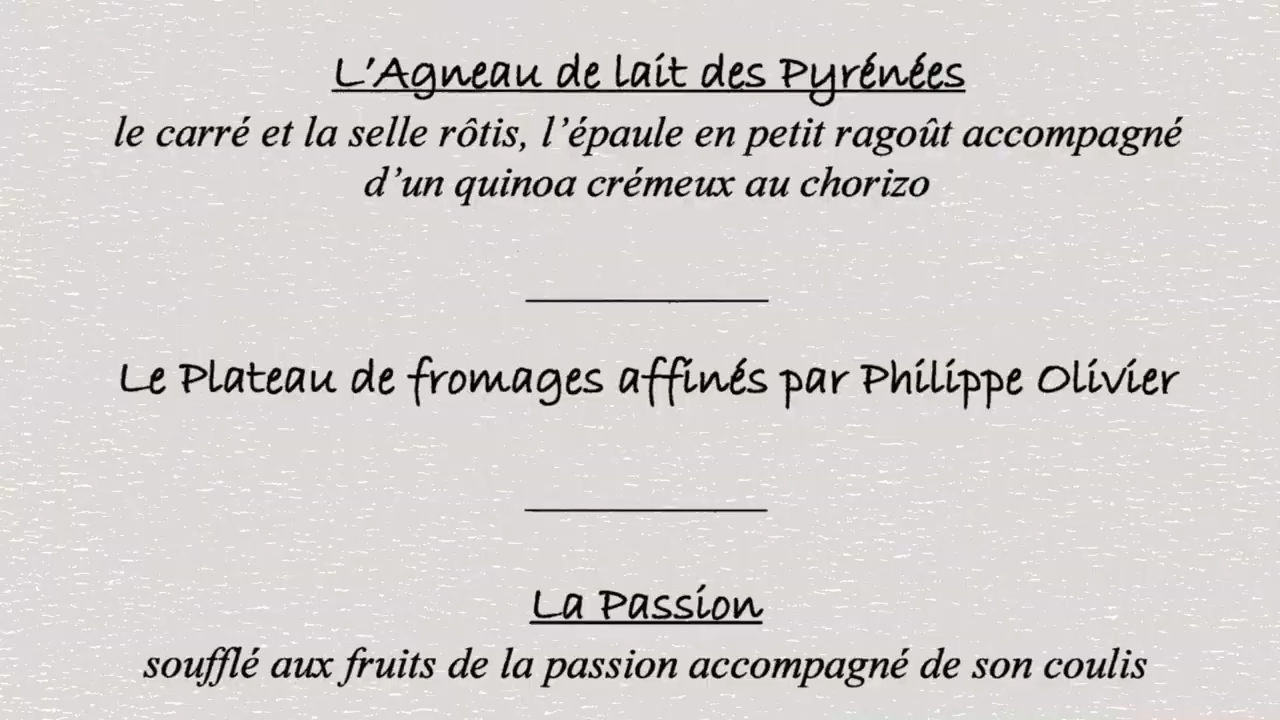 L’Agneau de lait des Pyrénées
le carré et la selle rôtis, l’épaule en petit ragoût accompagné
d’un quinoa crémeux au chorizo
Le Plateau de fromages affinés par Philippe Olivier
La Passion
soufflé aux fruits de la passion accompagné de son coulis